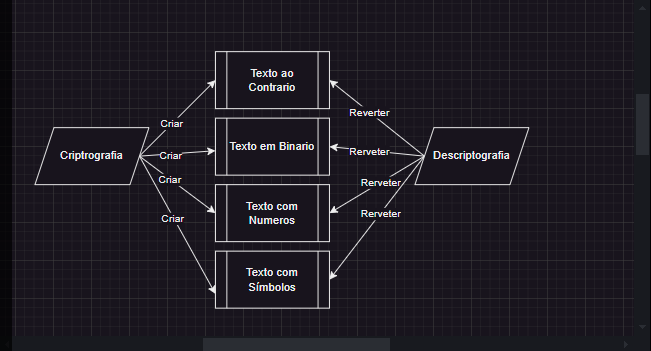 Texto ao
Contrario
Criar
Reverter
Criptrografia
Criar
Texto em Binario
Rerveter
Descriptografia
Criar
Texto com
Numeros
Rerveter
Criar
Rerveter
Texto com
Símbolos